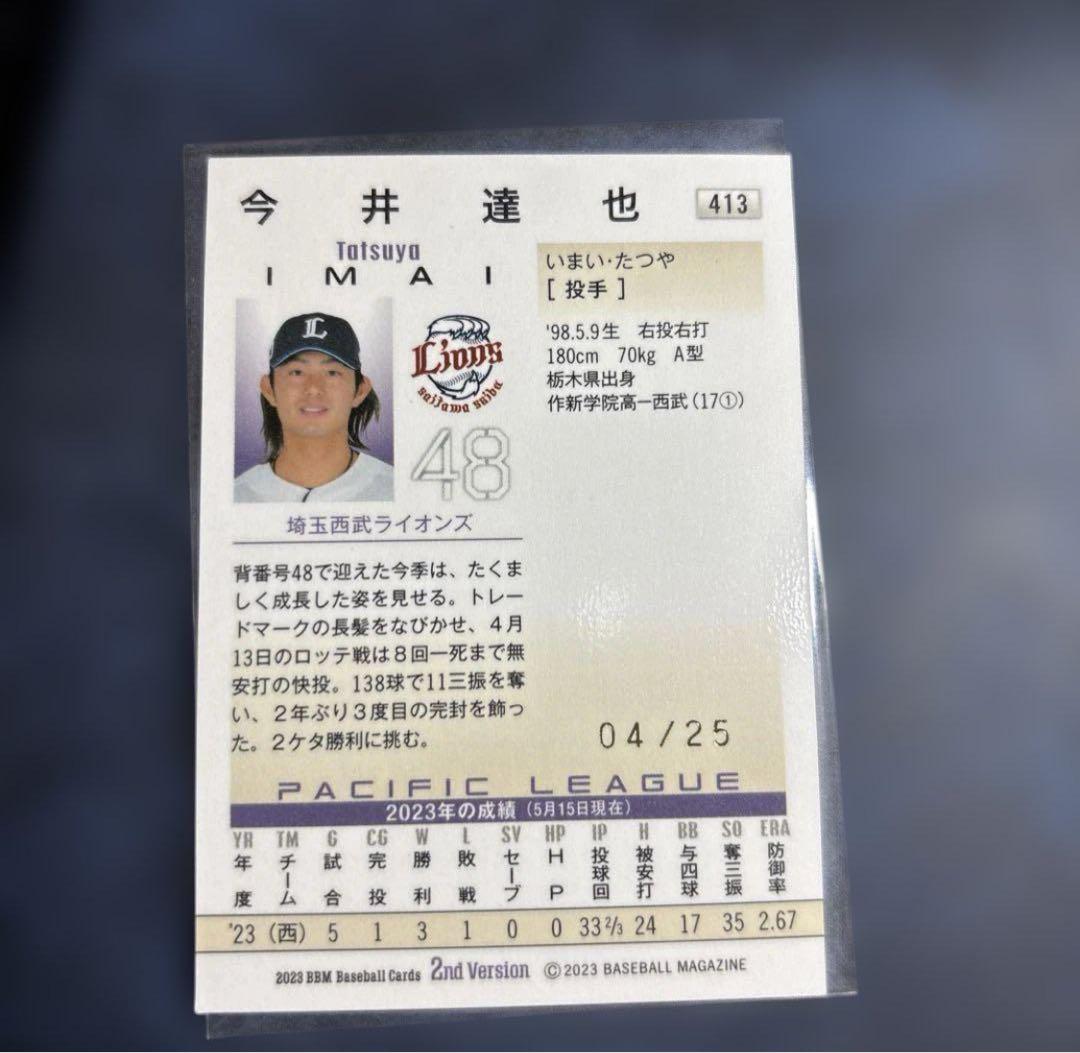 今井達也
413
Tatsuya
IMAI
いまい・たつや
[投手]
'98.5.9生 右投右打
180cm 70kg A型
栃木県出身
作新学院高ー西武(17①)
L
Lions
saitama seibu
48
埼玉西武ライオンズ
背番号48で迎えた今季は、たくま
しく成長した姿を見せる。トレー
ドマークの長髪をなびかせ、4月
13日のロッテ戦は8回一死まで無
安打の快投。138球で11三振を奪
い、2年ぶり3度目の完封を飾っ
た。2ケタ勝利に挑む。
04/25
PACIFIC LEAGUE
2023年の成績(5月15日現在)
YR TM G CG W L SV HP IP H BB SO ERA
年度 チーム 試合 完投 勝利 敗戦 セーブ HP 投球回 被安打 与四球 奪三振 防御率
'23 (西) 5 1 3 1 0 0 33 2/3 24 17 35 2.67
2023 BBM Baseball Cards 2nd Version ©2023 BASEBALL MAGAZINE